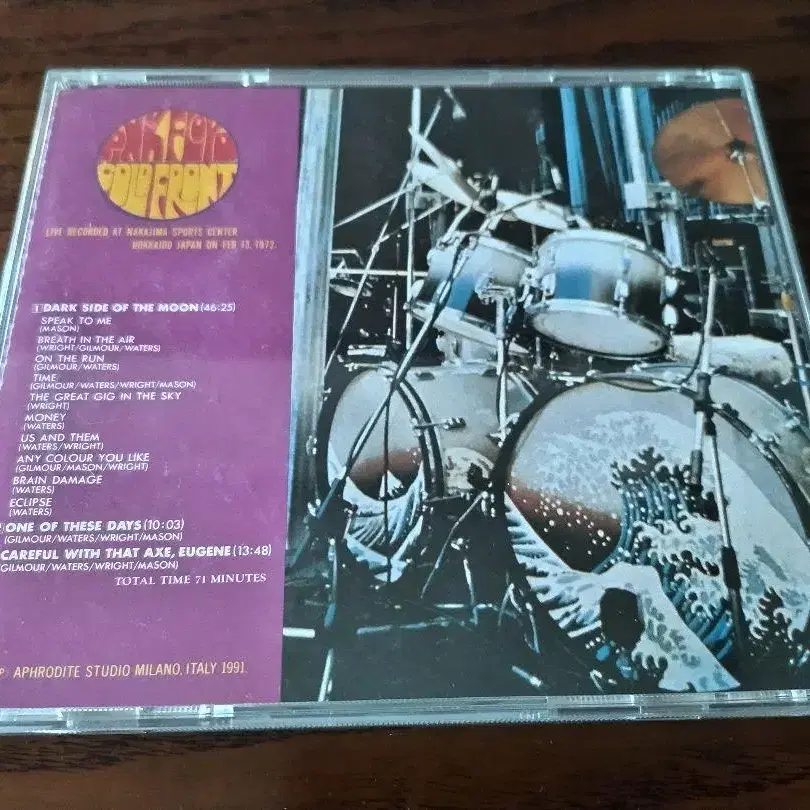 PINK FLOYD
COLD FRONT
LIVE RECORDED AT NAKAJIMA SPORTS CENTER
HOKKAIDO JAPAN ON FEB 13, 1972.
1 DARK SIDE OF THE MOON (46:25)
SPEAK TO ME
(MASON)
BREATH IN THE AIR
(WRIGHT/GILMOUR/WATERS)
ON THE RUN
(GILMOUR/WATERS)
TIME
(GILMOUR/WATERS/WRIGHT/MASON)
THE GREAT GIG IN THE SKY
(WRIGHT)
MONEY
(WATERS)
US AND THEM
(WATERS/WRIGHT)
ANY COLOUR YOU LIKE
(GILMOUR/MASON/WRIGHT)
BRAIN DAMAGE
(WATERS)
ECLIPSE
(WATERS)
ONE OF THESE DAYS (10:03)
(GILMOUR/WATERS/WRIGHT/MASON)
CAREFUL WITH THAT AXE, EUGENE (13:48)
(GILMOUR/WATERS/WRIGHT/MASON)
TOTAL TIME 71 MINUTES
P APHRODITE STUDIO MILANO, ITALY 1991.